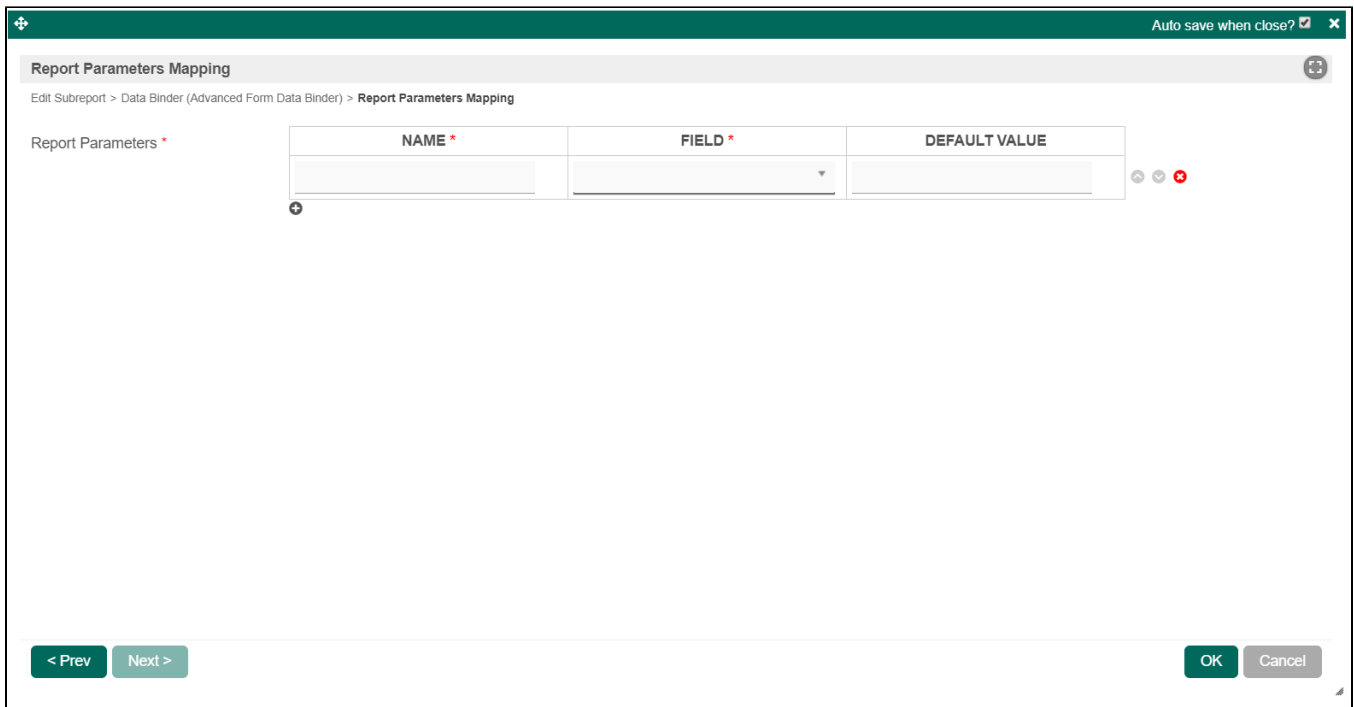 Auto save when close?
Report Parameters Mapping
Edit Subreport > Data Binder (Advanced Form Data Binder) > Report Parameters Mapping
Report Parameters * NAME * FIELD * DEFAULT VALUE
< Prev Next > OK Cancel